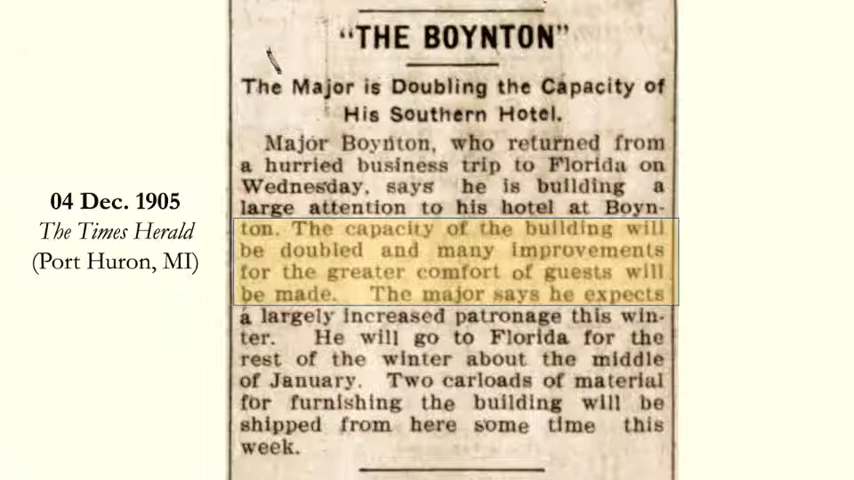 04 Dec. 1905
The Times Herald
(Port Huron, MI)
"THE BOYNTON"
The Major is Doubling the Capacity of
His Southern Hotel.
Major Boynton, who returned from
a hurried business trip to Florida on
Wednesday, says he is building a
large attention to his hotel at Boyn-
ton. The capacity of the building will
be doubled and many improvements
for the greater comfort of guests will
be made. The major says he expects
a largely increased patronage this win-
ter. He will go to Florida for the
rest of the winter about the middle
of January. Two carloads of material
for furnishing the building will be
shipped from here some time this
week.